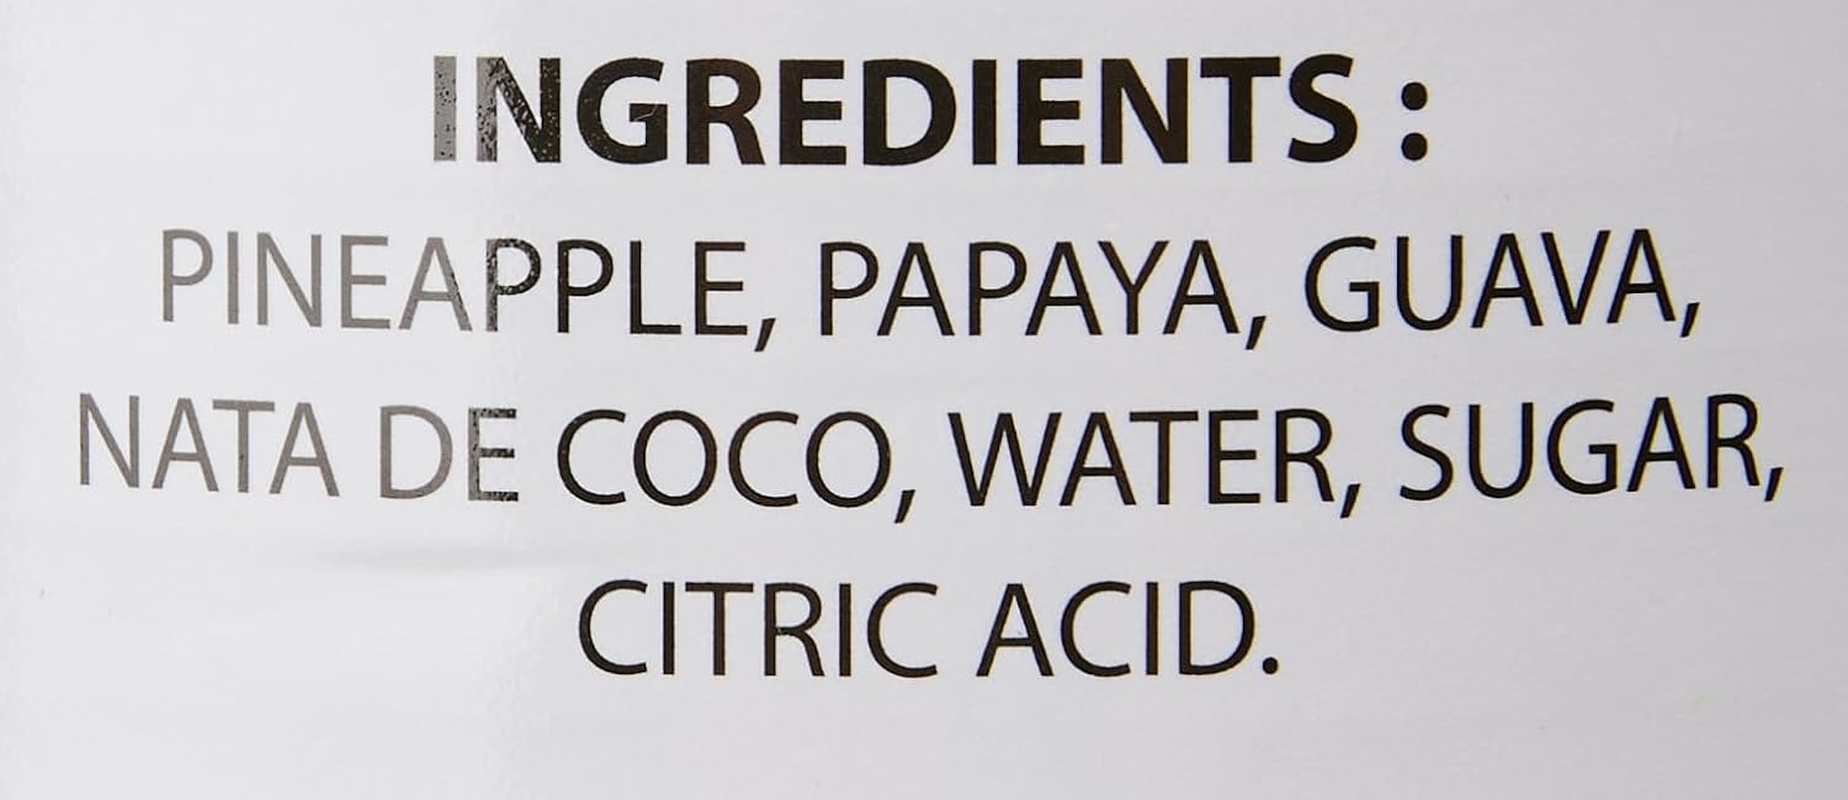 INGREDIENTS :
PINEAPPLE, PAPAYA, GUAVA,
NATA DE COCO, WATER, SUGAR,
CITRIC ACID.